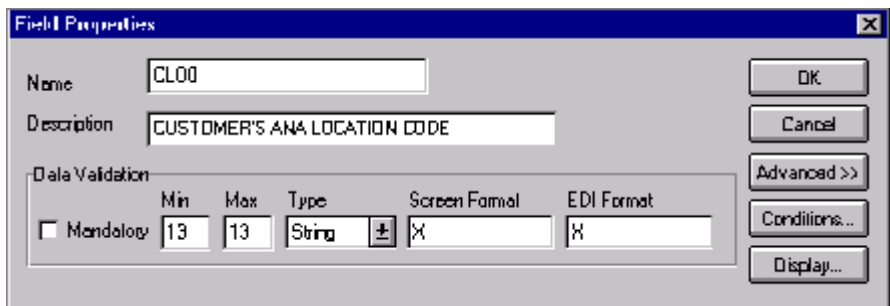 Field Properties
Name CLO0 OK
Description CUSTOMER'S ANA LOCATION CODE Cancel
Data Validation Advanced >>
Min Max Type Screen Format EDI Format
Mandatory 13 13 String X X Conditions...
Display...